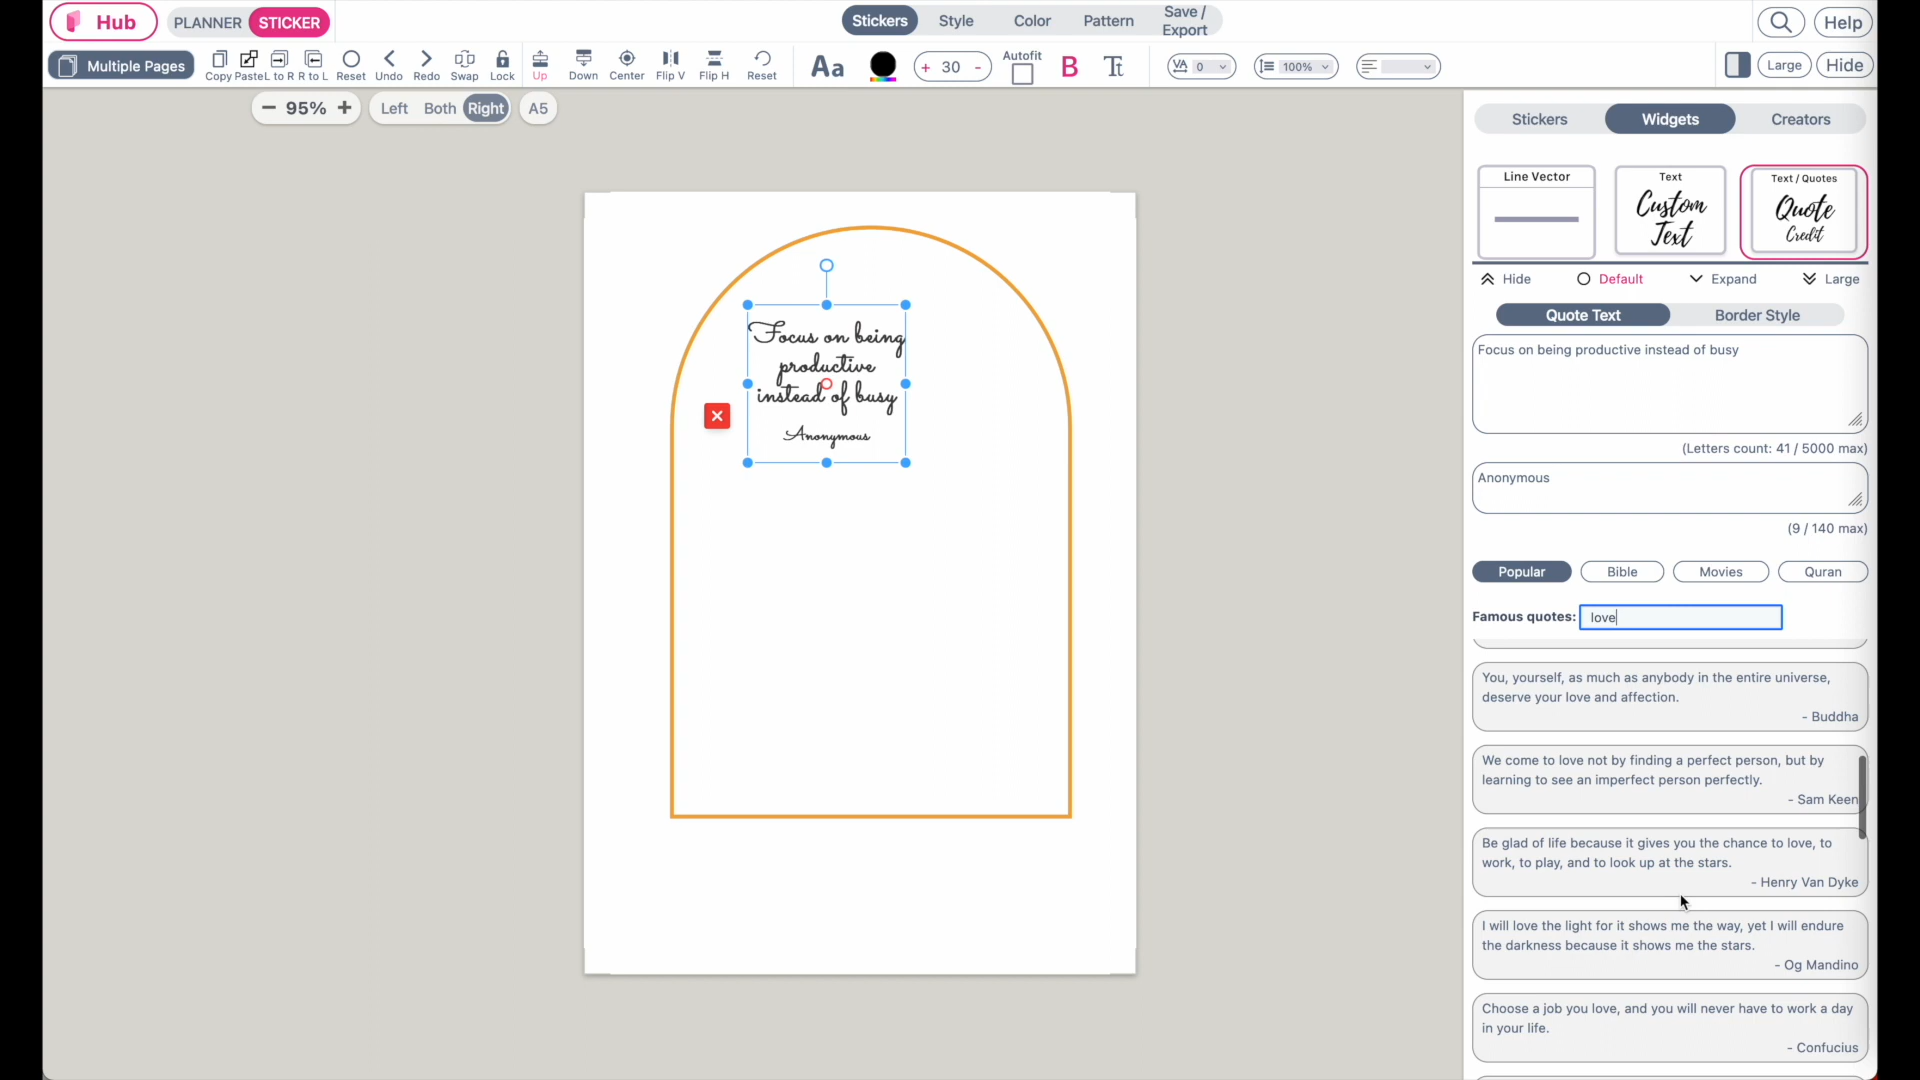 Hub
PLANNER STICKER
Stickers Style Color Pattern Save / Export
Help
Multiple Pages
Copy Paste L to R R to L Reset Undo Redo Swap Lock Up Down Center Flip V Flip H Reset
Aa + 30 - Autofit B Tt VA 0 100% Large Hide
− 95% + Left Both Right A5
Focus on being
productive
instead of busy
Anonymous
Stickers Widgets Creators
Line Vector
Text
Custom
Text
Text / Quotes
Quote
Credit
Hide Default Expand Large
Quote Text Border Style
Focus on being productive instead of busy
(Letters count: 41 / 5000 max)
Anonymous
(9 / 140 max)
Popular Bible Movies Quran
Famous quotes: love
You, yourself, as much as anybody in the entire universe,
deserve your love and affection.
- Buddha
We come to love not by finding a perfect person, but by
learning to see an imperfect person perfectly.
- Sam Keen
Be glad of life because it gives you the chance to love, to
work, to play, and to look up at the stars.
- Henry Van Dyke
I will love the light for it shows me the way, yet I will endure
the darkness because it shows me the stars.
- Og Mandino
Choose a job you love, and you will never have to work a day
in your life.
- Confucius